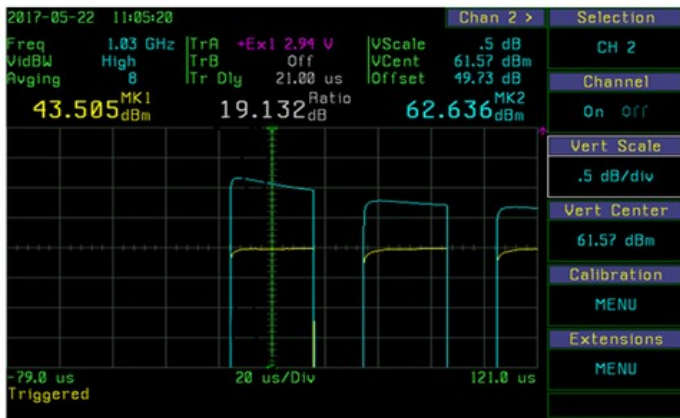 2017-05-22 11:05:20 Chan 2 > Selection
Freq 1.03 GHz TrA +Ex1 2.94 V VScale .5 dB CH 2
VidBW High TrB Off VCent 61.57 dBm
Avging 8 Tr Dly 21.00 us Offset 49.73 dB Channel
43.505 MK1 dBm 19.132 Ratio dB 62.636 MK2 dBm On Off
Vert Scale
.5 dB/div
Vert Center
61.57 dBm
Calibration
MENU
Extensions
-79.0 us 20 us/Div 121.0 us MENU
Triggered